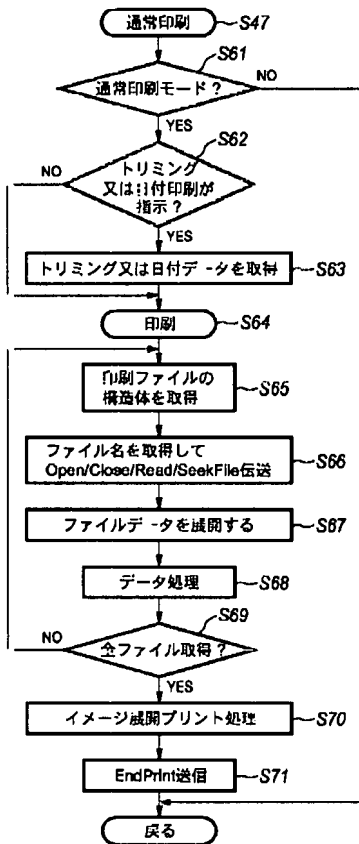 通常印刷
S47
S61
通常印刷モード？
NO
YES
S62
トリミング
又は日付印刷が
指示？
NO
YES
トリミング又は日付データを取得
S63
印刷
S64
印刷ファイルの
構造体を取得
S65
ファイル名を取得して
Open/Close/Read/SeekFile伝送
S66
ファイルデータを展開する
S67
データ処理
S68
S69
全ファイル取得？
NO
YES
イメージ展開プリント処理
S70
EndPrint送信
S71
戻る